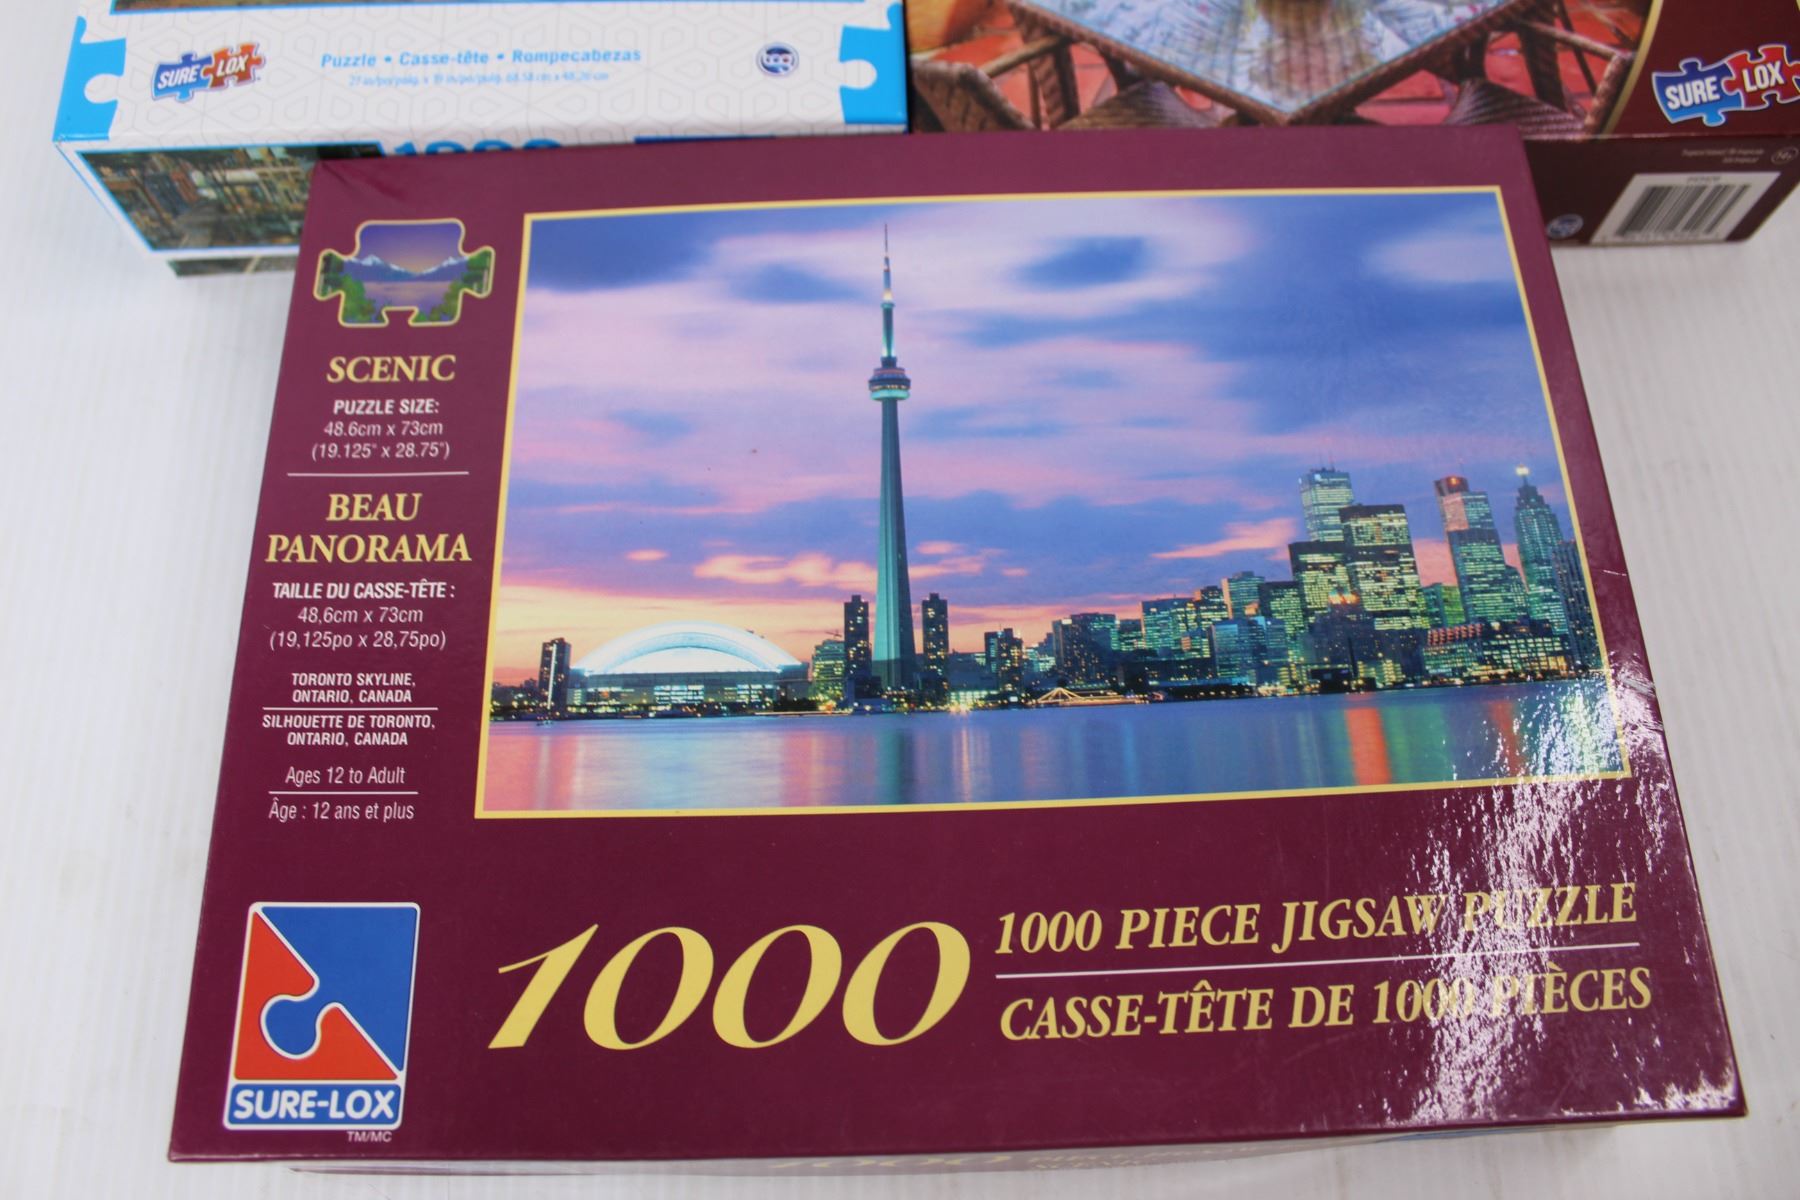 SURE LOX
Puzzle • Casse-tête • Rompecabezas
tcg
SURE LOX
1000
SCENIC
PUZZLE SIZE:
48.6cm x 73cm
(19.125" x 28.75")
BEAU
PANORAMA
TAILLE DU CASSE-TÊTE :
48,6cm x 73cm
(19,125po x 28,75po)
TORONTO SKYLINE,
ONTARIO, CANADA
SILHOUETTE DE TORONTO,
ONTARIO, CANADA
Ages 12 to Adult
Âge : 12 ans et plus
SURE-LOX
TM/MC
1000
1000 PIECE JIGSAW PUZZLE
CASSE-TÊTE DE 1000 PIÈCES